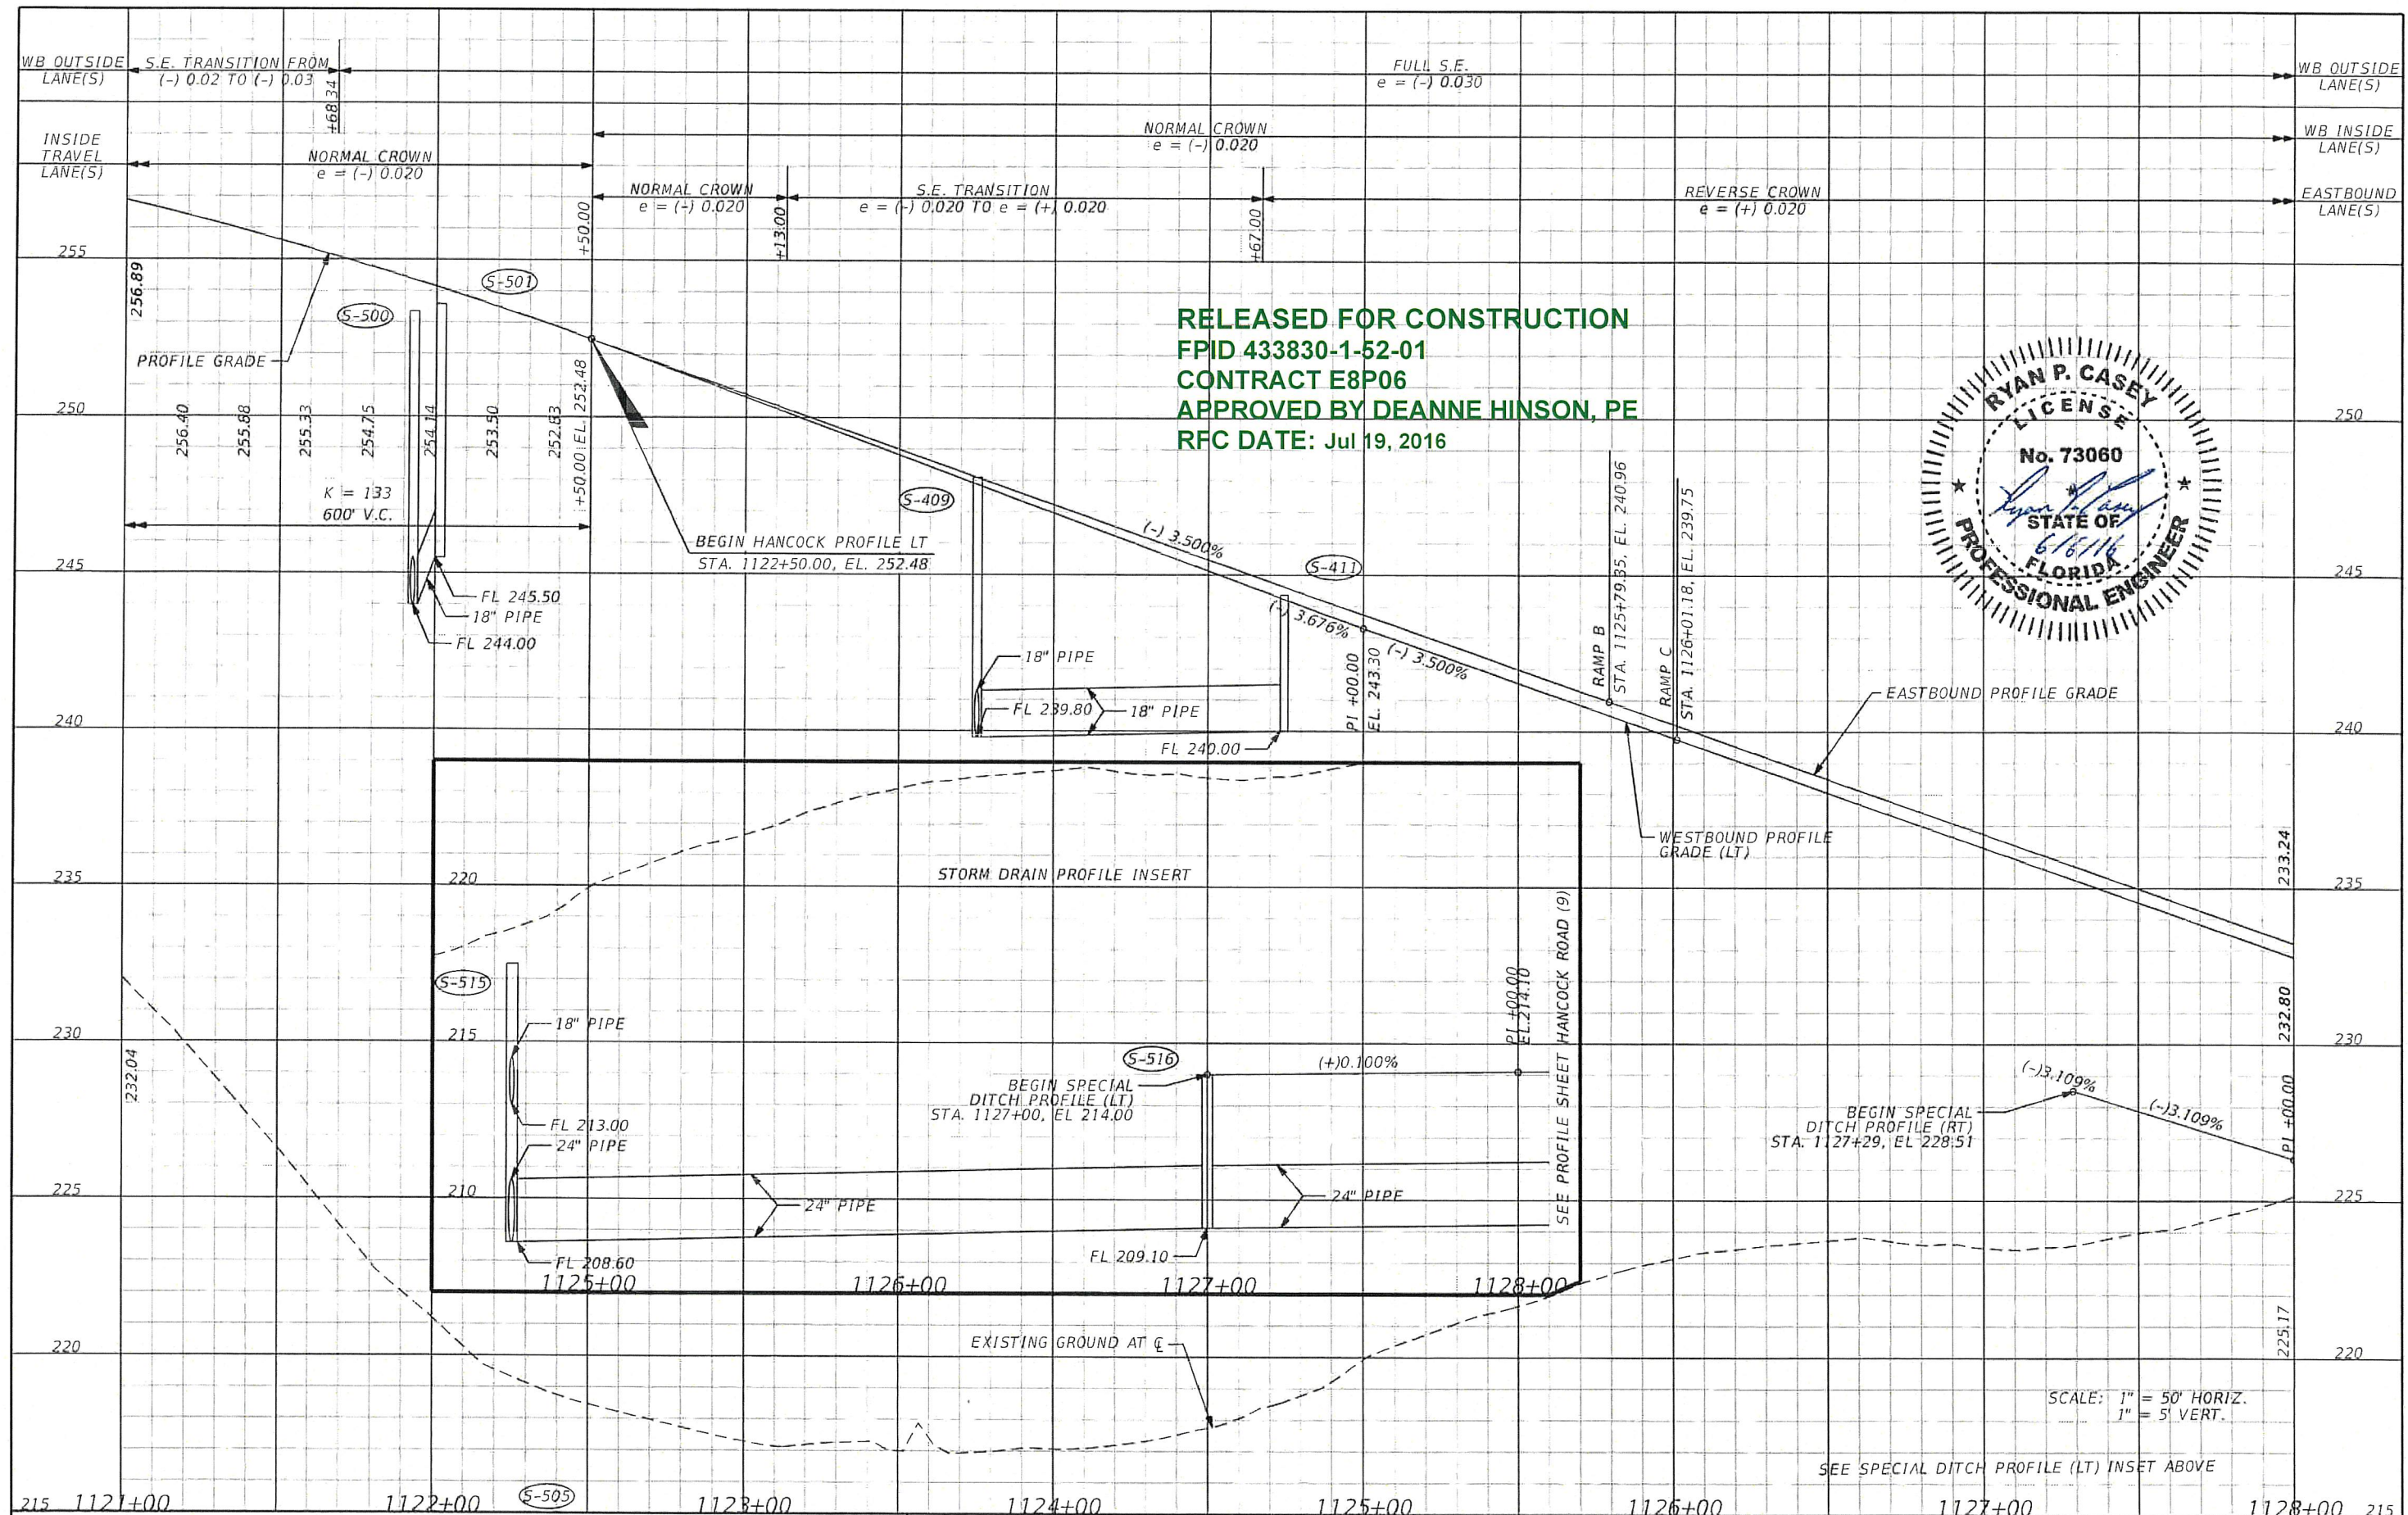 WB OUTSIDE
LANE(S)
S.E. TRANSITION FROM
(-) 0.02 TO (-) 0.03
+68.34
FULL S.E.
e = (-) 0.030
WB OUTSIDE
LANE(S)
INSIDE
TRAVEL
LANE(S)
NORMAL CROWN
e = (-) 0.020
NORMAL CROWN
e = (-) 0.020
WB INSIDE
LANE(S)
NORMAL CROWN
e = (-) 0.020
S.E. TRANSITION
e = (-) 0.020 TO e = (+) 0.020
REVERSE CROWN
e = (+) 0.020
EASTBOUND
LANE(S)
+50.00
+13.00
+67.00
255
256.89
S-501
S-500
PROFILE GRADE
RELEASED FOR CONSTRUCTION
FPID 433830-1-52-01
CONTRACT E8P06
APPROVED BY DEANNE HINSON, PE
RFC DATE: Jul 19, 2016
RYAN P. CASEY
LICENSE
No. 73060
Ryan P. Casey
STATE OF
6/6/16
FLORIDA
PROFESSIONAL ENGINEER
250
256.40
255.88
255.33
254.75
254.14
253.50
252.83
+50.00 EL. 252.48
250
K = 133
600' V.C.
S-409
BEGIN HANCOCK PROFILE LT
STA. 1122+50.00, EL. 252.48
(-) 3.500%
S-411
(-) 3.676%
(-) 3.500%
245
245
FL 245.50
18" PIPE
FL 244.00
18" PIPE
FL 239.80
18" PIPE
FL 240.00
PI +00.00
EL. 243.30
RAMP B
STA. 1125+79.35, EL. 240.96
RAMP C
STA. 1126+01.18, EL. 239.75
EASTBOUND PROFILE GRADE
240
240
WESTBOUND PROFILE
GRADE (LT)
233.24
235
220
STORM DRAIN PROFILE INSERT
235
S-515
18" PIPE
215
FL 213.00
24" PIPE
210
24" PIPE
FL 208.60
S-516
BEGIN SPECIAL
DITCH PROFILE (LT)
STA. 1127+00, EL 214.00
(+)0.100%
PI +00.00
EL.214.10
SEE PROFILE SHEET HANCOCK ROAD (9)
24" PIPE
FL 209.10
1125+00
1126+00
1127+00
1128+00
230
232.04
232.80
230
(-)3.109%
(-)3.109%
BEGIN SPECIAL
DITCH PROFILE (RT)
STA. 1127+29, EL 228.51
PI +00.00
225
225
EXISTING GROUND AT ℄
220
225.17
220
SCALE: 1" = 50' HORIZ.
1" = 5' VERT.
SEE SPECIAL DITCH PROFILE (LT) INSET ABOVE
S-505
215 1121+00
1122+00
1123+00
1124+00
1125+00
1126+00
1127+00
1128+00 215